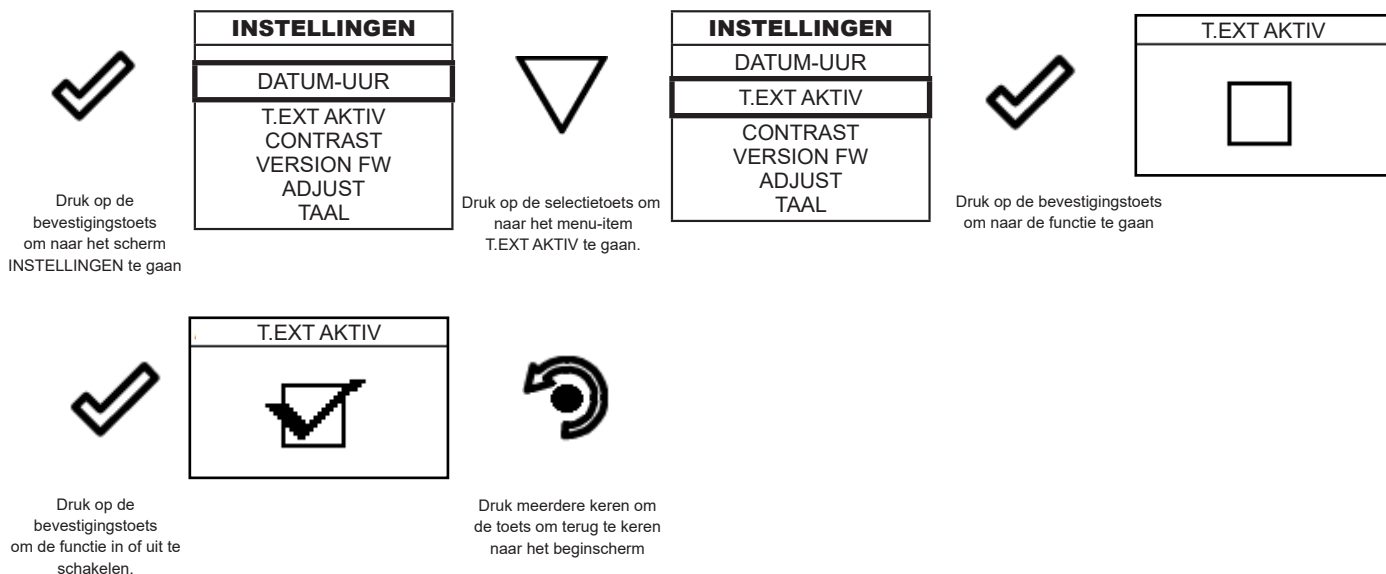 INSTELLINGEN
DATUM-UUR
T.EXT AKTIV
CONTRAST
VERSION FW
ADJUST
TAAL
INSTELLINGEN
DATUM-UUR
T.EXT AKTIV
CONTRAST
VERSION FW
ADJUST
TAAL
T.EXT AKTIV
Druk op de
bevestigingstoets
om naar het scherm
INSTELLINGEN te gaan
Druk op de selectietoets om
naar het menu-item
T.EXT AKTIV te gaan.
Druk op de bevestigingstoets
om naar de functie te gaan
T.EXT AKTIV
Druk op de
bevestigingstoets
om de functie in of uit te
schakelen.
Druk meerdere keren om
de toets om terug te keren
naar het beginscherm